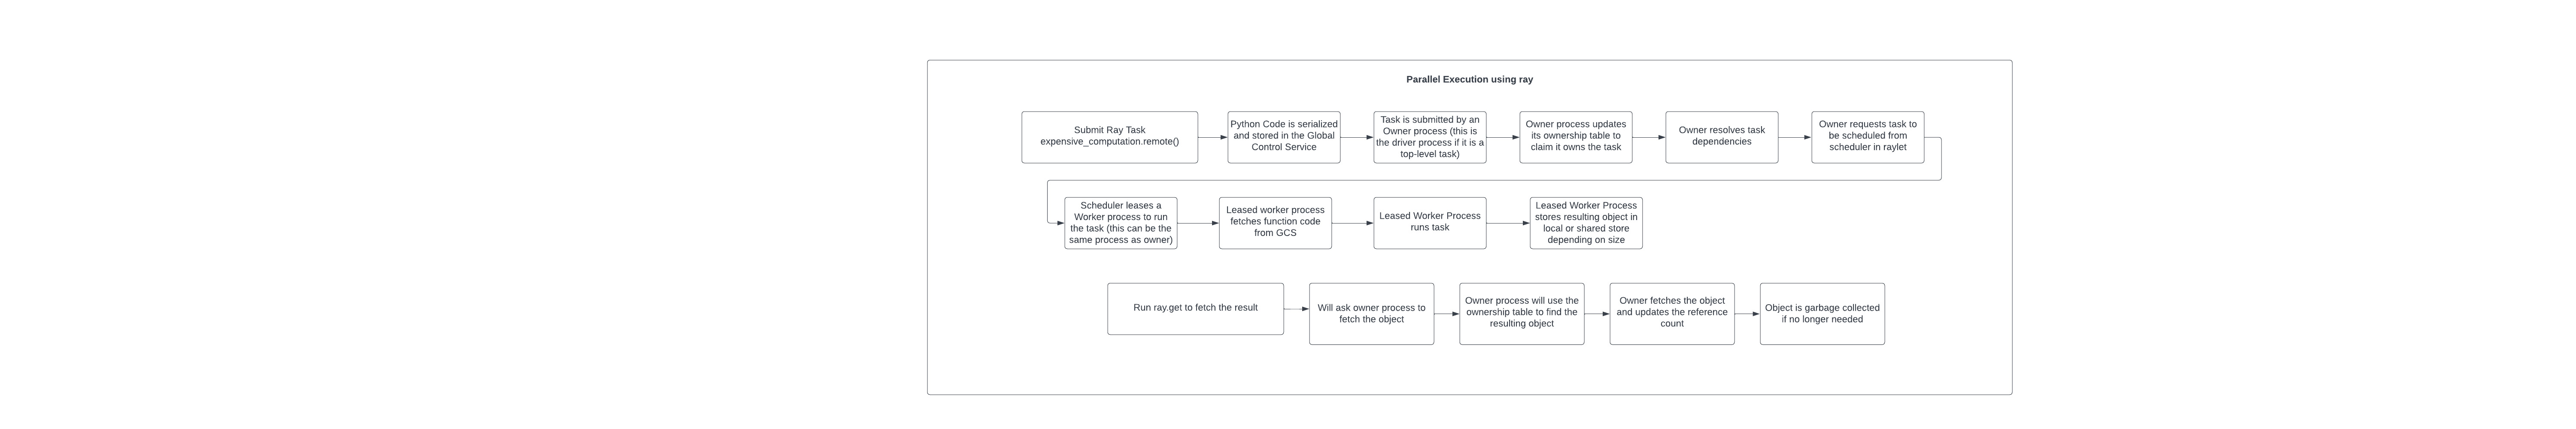 Parallel Execution using ray
Submit Ray Task
expensive_computation.remote()
Python Code is serialized
and stored in the Global
Control Service
Task is submitted by an
Owner process (this is
the driver process if it is a
top-level task)
Owner process updates
its ownership table to
claim it owns the task
Owner resolves task
dependencies
Owner requests task to
be scheduled from
scheduler in raylet
Scheduler leases a
Worker process to run
the task (this can be the
same process as owner)
Leased worker process
fetches function code
from GCS
Leased Worker Process
runs task
Leased Worker Process
stores resulting object in
local or shared store
depending on size
Run ray.get to fetch the result
Will ask owner process to
fetch the object
Owner process will use the
ownership table to find the
resulting object
Owner fetches the object
and updates the reference
count
Object is garbage collected
if no longer needed